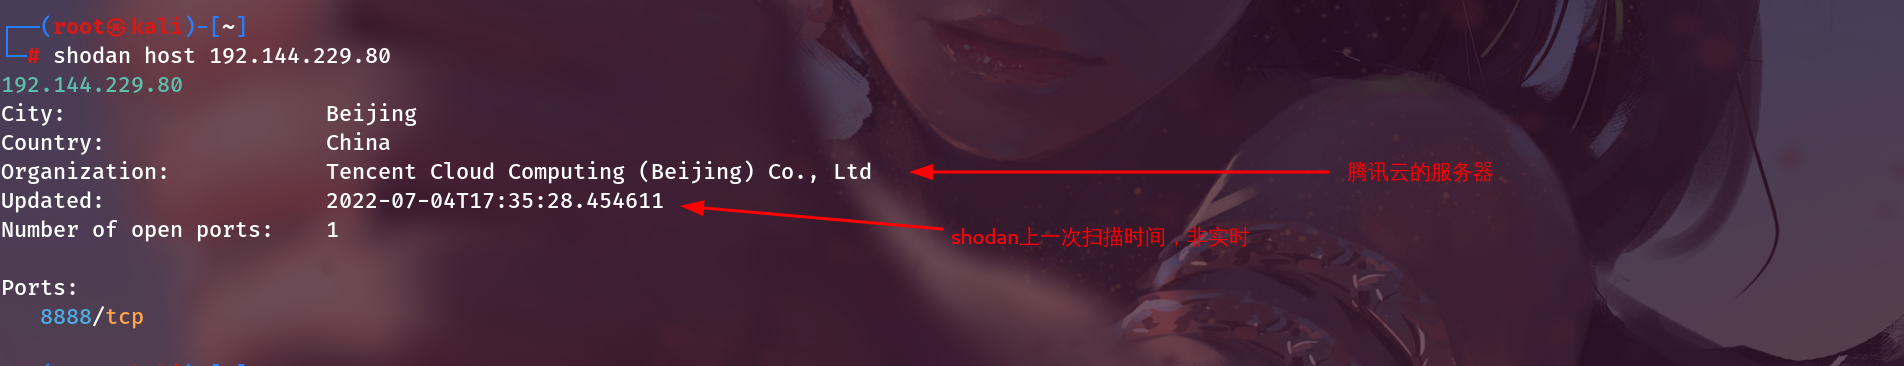 ┌──(root㉿kali)-[~]
└─# shodan host 192.144.229.80
192.144.229.80
City:                    Beijing
Country:                 China
Organization:            Tencent Cloud Computing (Beijing) Co., Ltd 腾讯云的服务器
Updated:                 2022-07-04T17:35:28.454611
shodan上一次扫描时间，非实时
Number of open ports:    1
Ports:
   8888/tcp